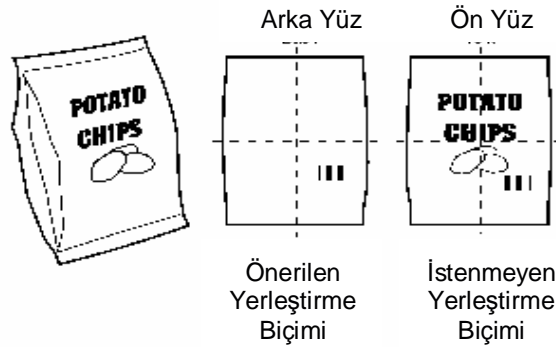 Arka Yüz
Ön Yüz
POTATO
CHIPS
POTATO
CHIPS
Önerilen
Yerleştirme
Biçimi
İstenmeyen
Yerleştirme
Biçimi